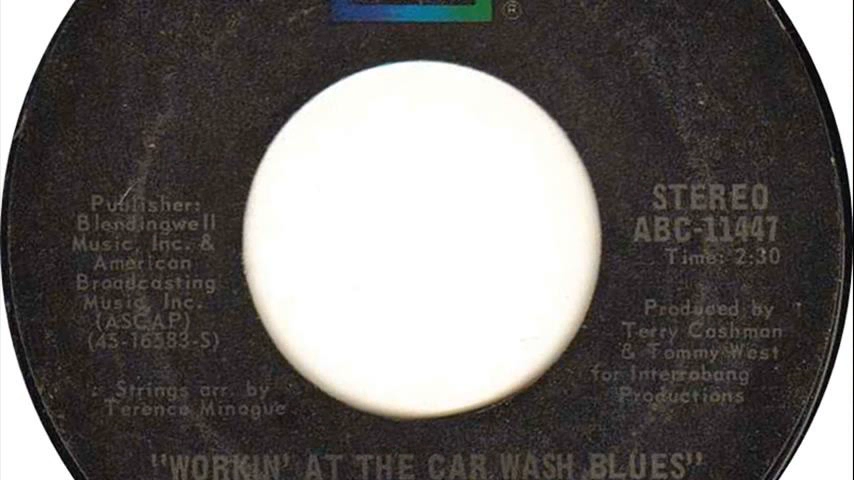 ®
Publisher:
Blendingwell
Music, Inc. &
American
Broadcasting
Music, Inc.
(ASCAP)
(45-16583-S)
Strings arr. by
Terence Minogue
STEREO
ABC-11447
Time: 2:30
Produced by
Terry Cashman
& Tommy West
for Interrobang
Productions
"WORKIN' AT THE CAR WASH BLUES"